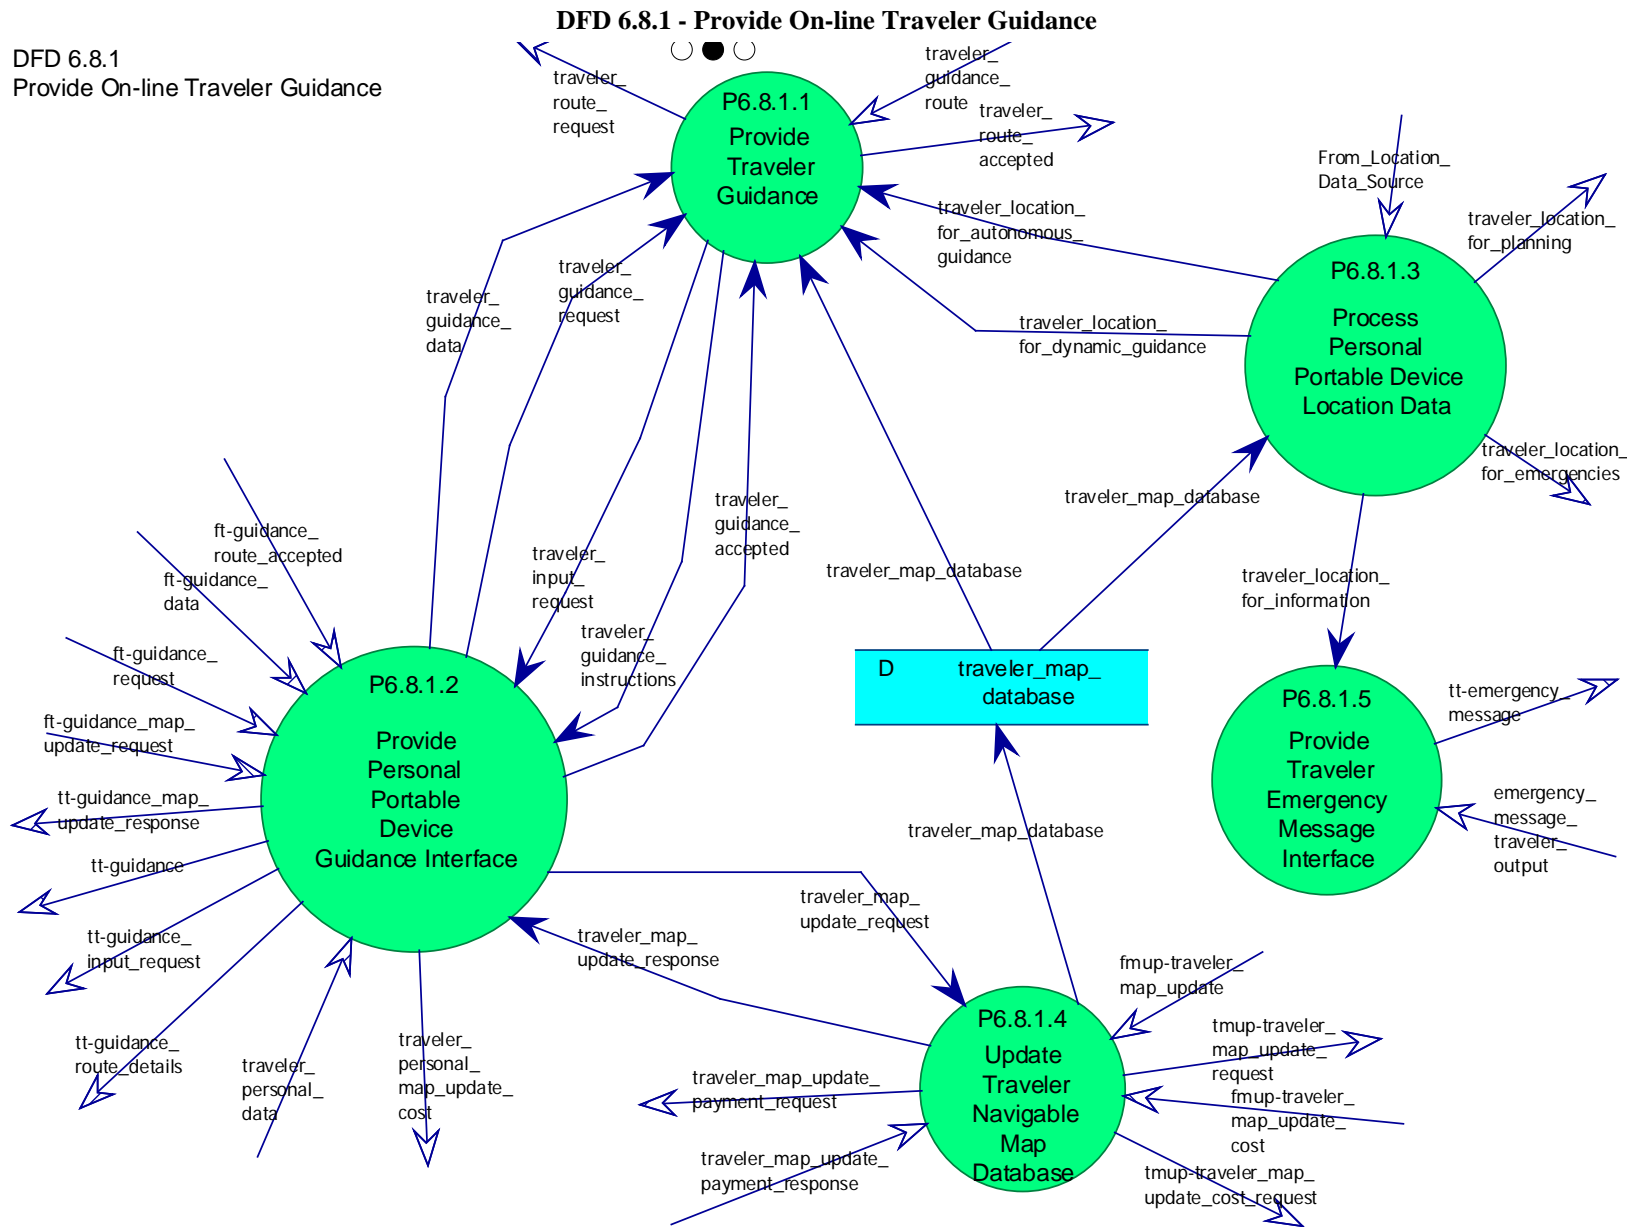 DFD 6.8.1 - Provide On-line Traveler Guidance
DFD 6.8.1
Provide On-line Traveler Guidance
traveler_
route_
request
P6.8.1.1
Provide
Traveler
Guidance
traveler_
guidance_
route
traveler_
route_
accepted
From_Location_
Data_Source
traveler_location_
for_planning
traveler_location_
for_autonomous_
guidance
traveler_location_
for_dynamic_guidance
P6.8.1.3
Process
Personal
Portable Device
Location Data
traveler_
guidance_
data
traveler_
guidance_
request
traveler_location_
for_emergencies
traveler_map_database
traveler_
guidance_
accepted
traveler_map_database
traveler_location_
for_information
ft-guidance_
route_accepted
ft-guidance_
data
traveler_
input_
request
traveler_
guidance_
instructions
ft-guidance_
request
ft-guidance_map_
update_request
P6.8.1.2
Provide
Personal
Portable
Device
Guidance Interface
D
traveler_map_
database
P6.8.1.5
Provide
Traveler
Emergency
Message
Interface
tt-emergency_
message
emergency_
message_
traveler_
output
tt-guidance_map_
update_response
tt-guidance
tt-guidance_
input_request
tt-guidance_
route_details
traveler_
personal_
data
traveler_
personal_
map_update_
cost
traveler_map_database
traveler_map_
update_request
traveler_map_
update_response
P6.8.1.4
Update
Traveler
Navigable
Map
Database
fmup-traveler_
map_update
tmup-traveler_
map_update_
request
fmup-traveler_
map_update_
cost
tmup-traveler_map_
update_cost_request
traveler_map_update_
payment_request
traveler_map_update_
payment_response